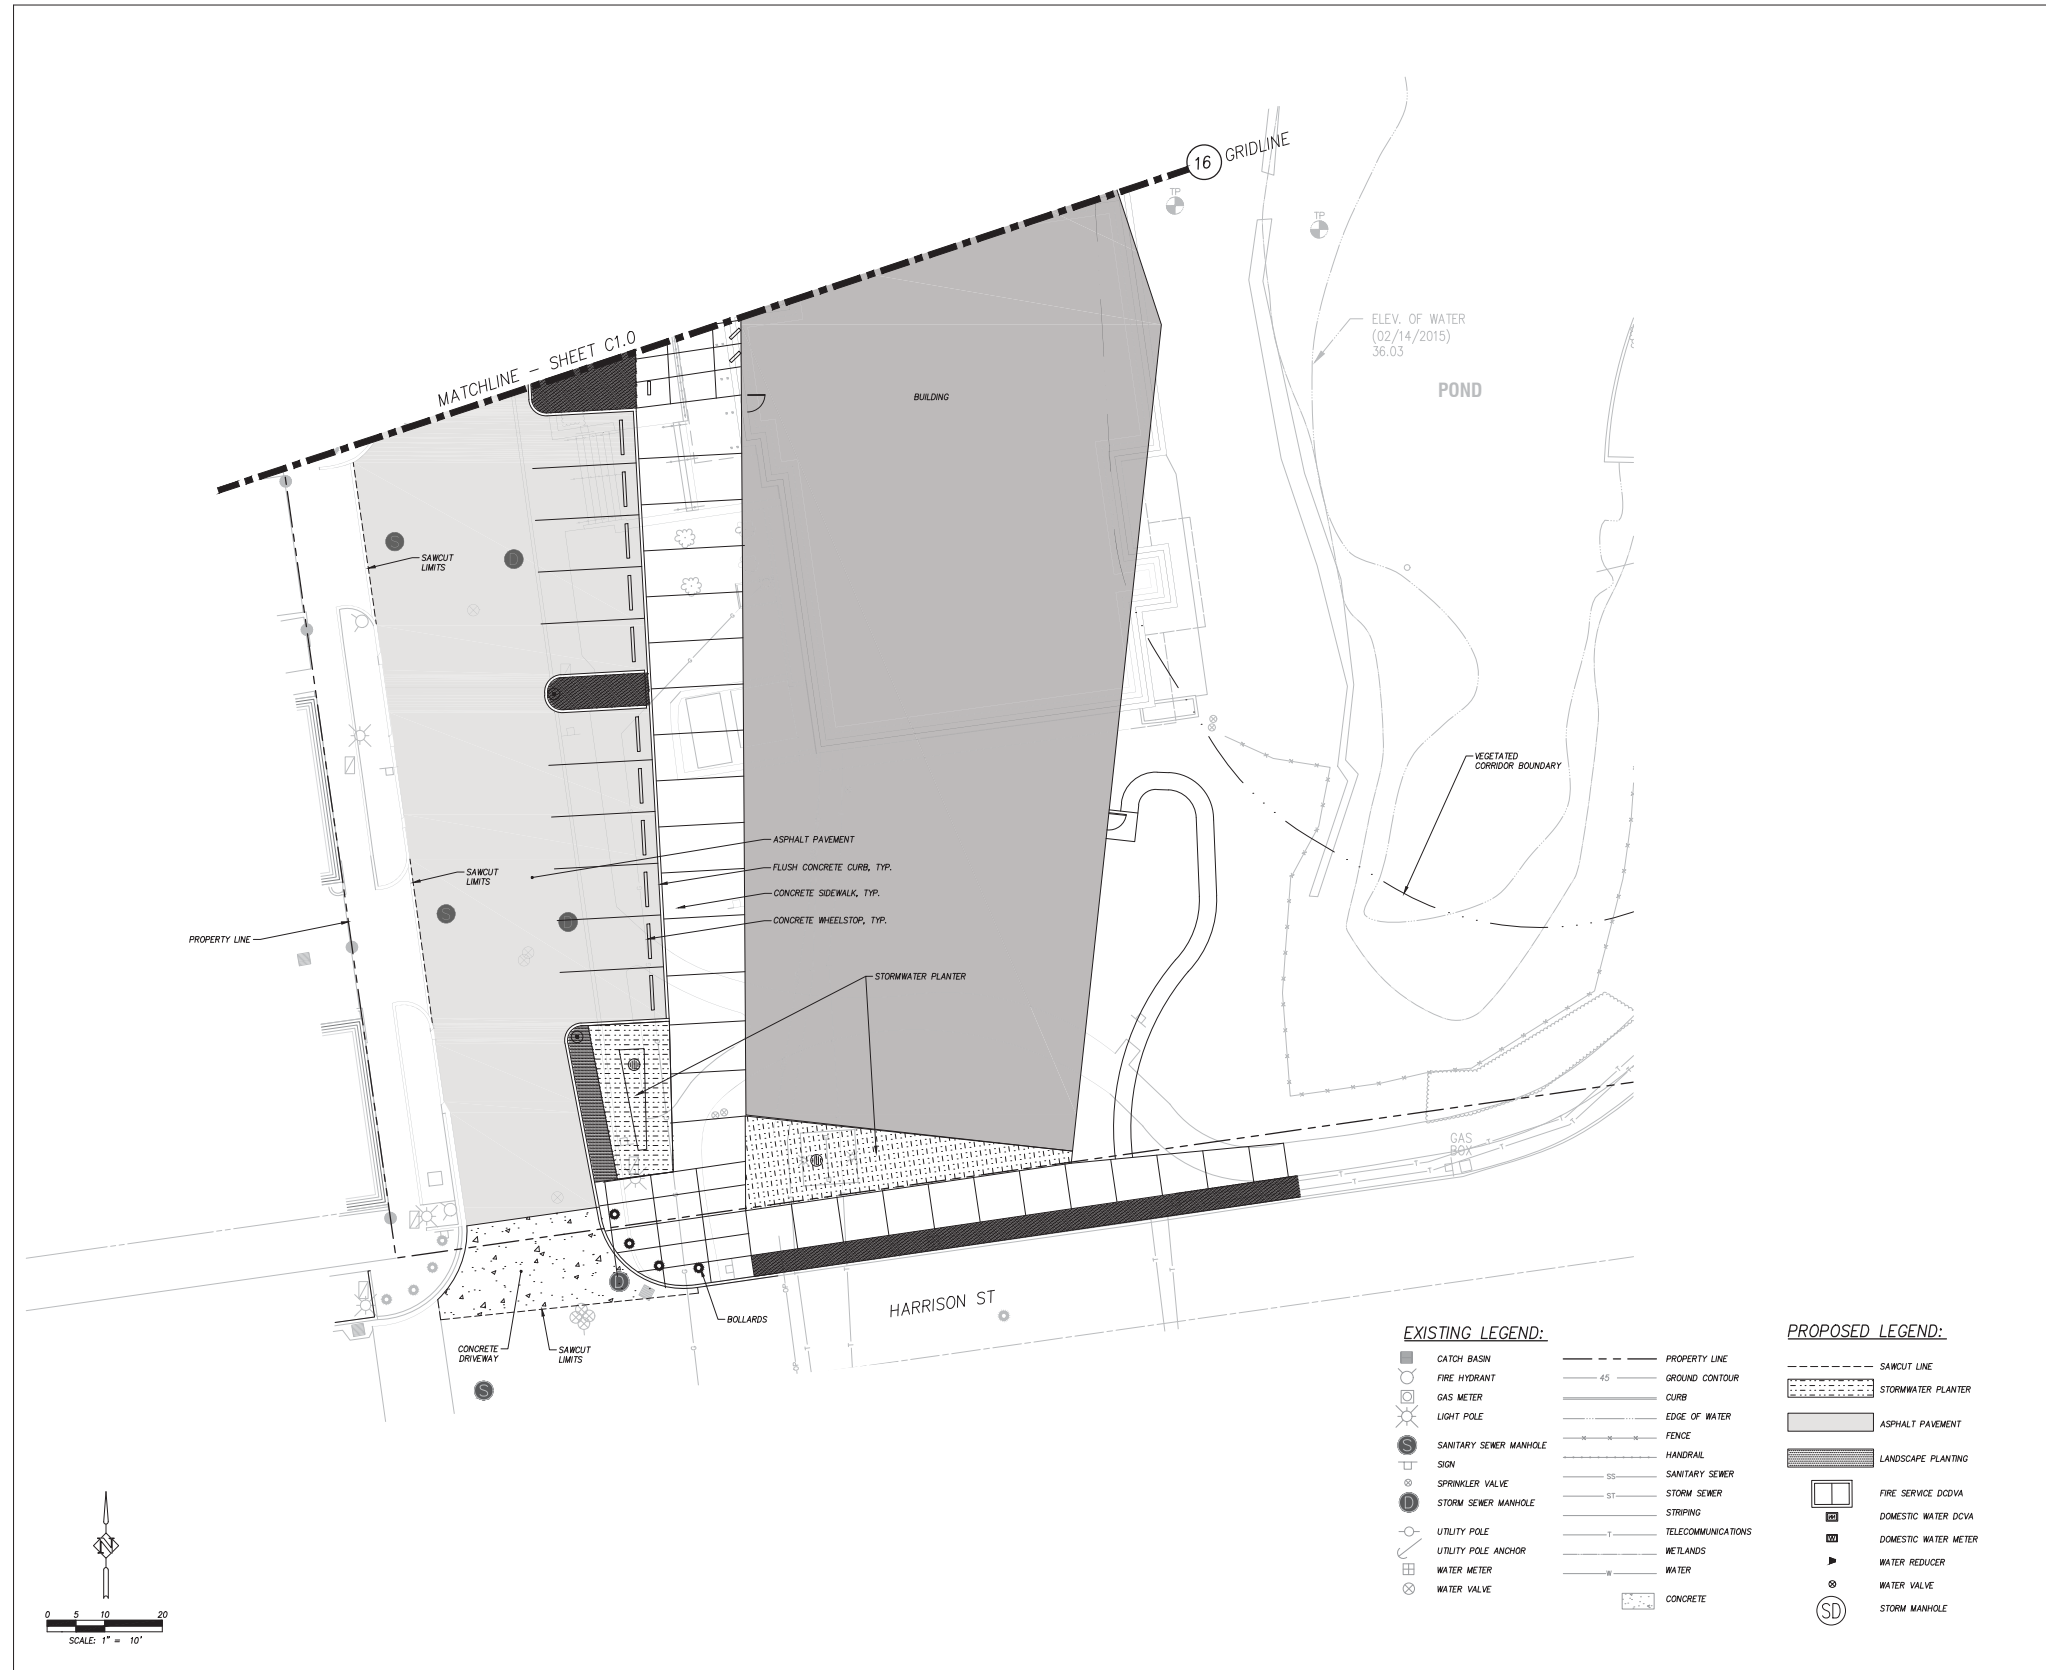 16 GRIDLINE
TP
TP
MATCHLINE - SHEET C1.0
ELEV. OF WATER
(02/14/2015)
36.03
POND
BUILDING
S
D
SAWCUT
LIMITS
VEGETATED
CORRIDOR BOUNDARY
ASPHALT PAVEMENT
FLUSH CONCRETE CURB, TYP.
CONCRETE SIDEWALK, TYP.
CONCRETE WHEELSTOP, TYP.
SAWCUT
LIMITS
S
D
PROPERTY LINE
STORMWATER PLANTER
GAS
BOX
D
HARRISON ST
BOLLARDS
CONCRETE
DRIVEWAY
SAWCUT
LIMITS
S
EXISTING LEGEND:
CATCH BASIN
FIRE HYDRANT
GAS METER
LIGHT POLE
S SANITARY SEWER MANHOLE
SIGN
SPRINKLER VALVE
D STORM SEWER MANHOLE
UTILITY POLE
UTILITY POLE ANCHOR
WATER METER
WATER VALVE
PROPERTY LINE
45 GROUND CONTOUR
CURB
EDGE OF WATER
FENCE
HANDRAIL
SS SANITARY SEWER
ST STORM SEWER
STRIPING
T TELECOMMUNICATIONS
WETLANDS
W WATER
CONCRETE
PROPOSED LEGEND:
SAWCUT LINE
STORMWATER PLANTER
ASPHALT PAVEMENT
LANDSCAPE PLANTING
FIRE SERVICE DCDVA
DOMESTIC WATER DCVA
DOMESTIC WATER METER
WATER REDUCER
WATER VALVE
SD STORM MANHOLE
N
0 5 10 20
SCALE: 1" = 10'